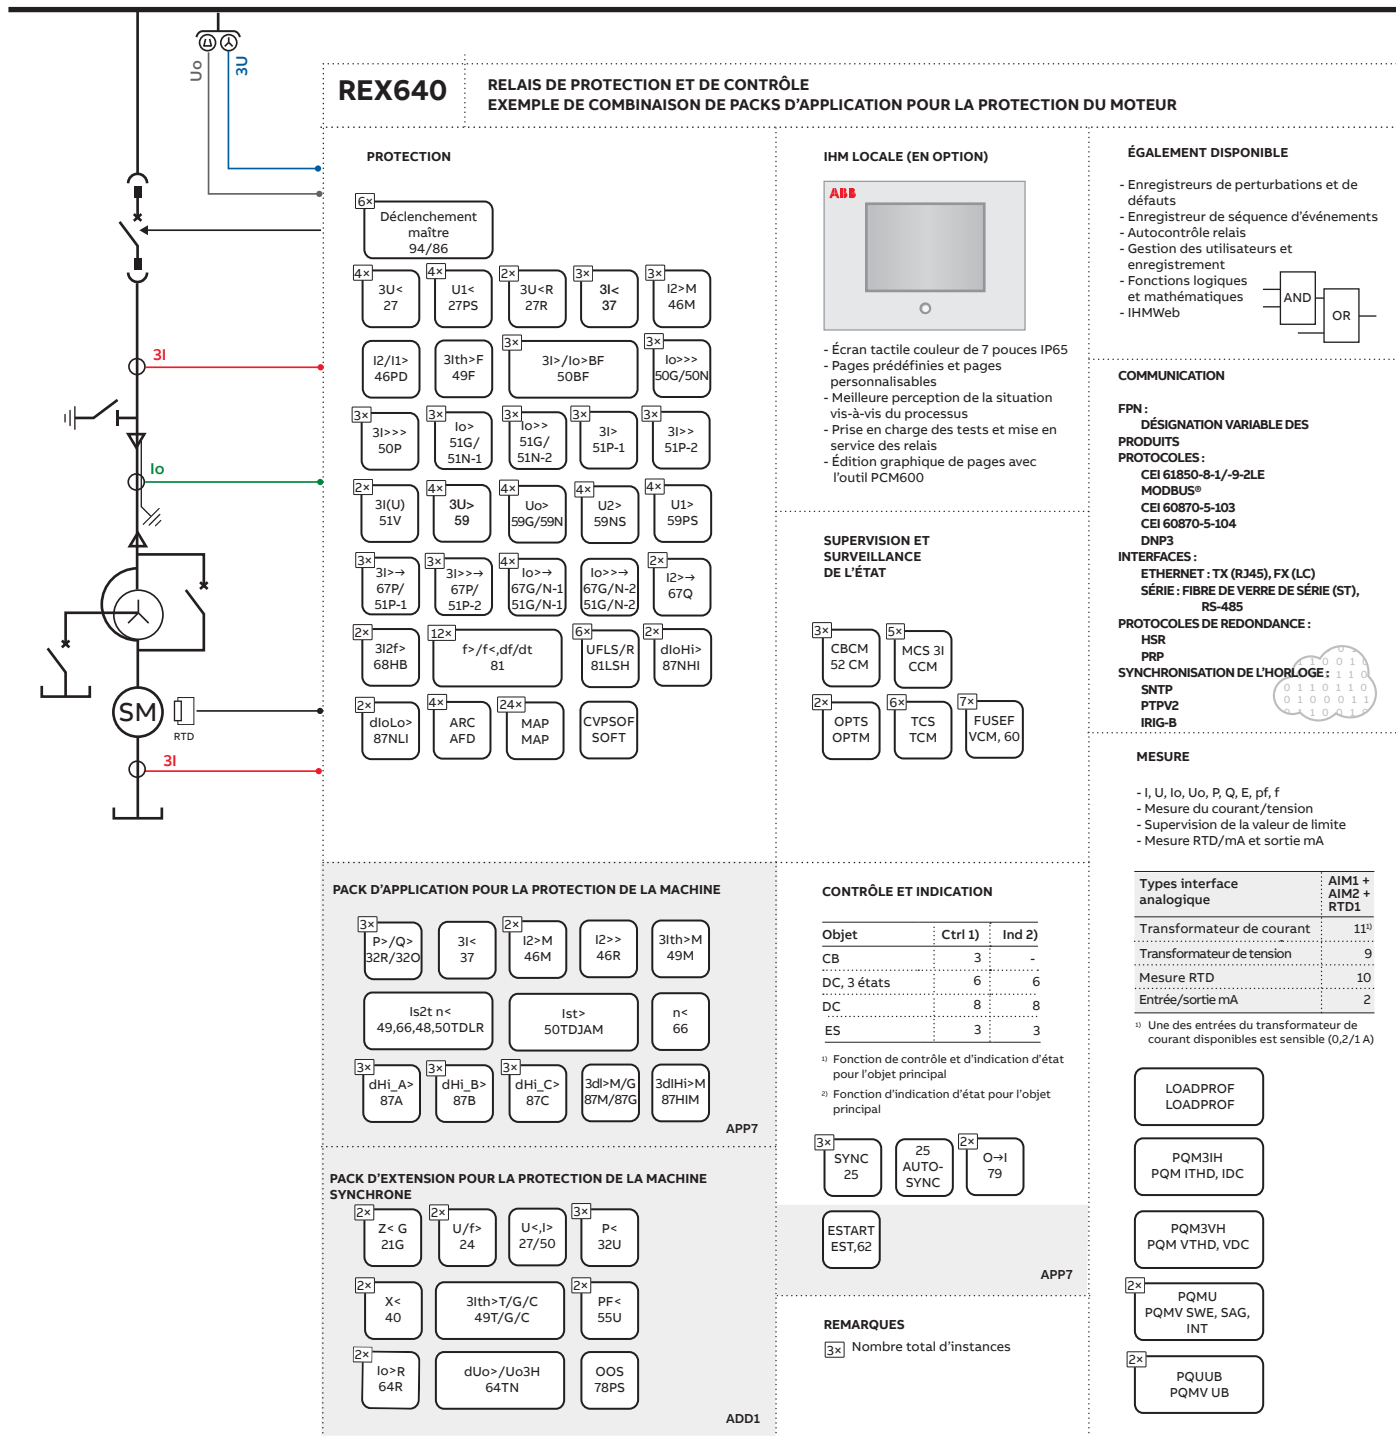 Uo
3U
REX640
RELAIS DE PROTECTION ET DE CONTRÔLE
EXEMPLE DE COMBINAISON DE PACKS D'APPLICATION POUR LA PROTECTION DU MOTEUR
3I
Io
SM
RTD
3I
PROTECTION
6×
Déclenchement
maître
94/86
4×
3U<
27
4×
U1<
27PS
2×
3U<R
27R
3×
3I<
37
3×
I2>M
46M
I2/I1>
46PD
3Ith>F
49F
3×
3I>/Io>BF
50BF
3×
Io>>>
50G/50N
3×
3I>>>
50P
3×
Io>
51G/
51N-1
3×
Io>>
51G/
51N-2
3×
3I>
51P-1
3×
3I>>
51P-2
2×
3I(U)
51V
4×
3U>
59
4×
Uo>
59G/59N
4×
U2>
59NS
4×
U1>
59PS
3×
3I>→
67P/
51P-1
3×
3I>>→
67P/
51P-2
4×
Io>→
67G/N-1
51G/N-1
Io>>→
67G/N-2
51G/N-2
2×
I2>→
67Q
2×
3I2f>
68HB
12×
f>/f<,df/dt
81
6×
UFLS/R
81LSH
2×
dIoHi>
87NHI
2×
dIoLo>
87NLI
4×
ARC
AFD
24×
MAP
MAP
CVPSOF
SOFT
PACK D'APPLICATION POUR LA PROTECTION DE LA MACHINE
3×
P>/Q>
32R/32O
3I<
37
2×
I2>M
46M
I2>>
46R
3Ith>M
49M
Is2t n<
49,66,48,50TDLR
Ist>
50TDJAM
n<
66
3×
dHi_A>
87A
3×
dHi_B>
87B
3×
dHi_C>
87C
3dl>M/G
87M/87G
3dIHi>M
87HIM
APP7
PACK D'EXTENSION POUR LA PROTECTION DE LA MACHINE
SYNCHRONE
2×
Z< G
21G
2×
U/f>
24
U<,I>
27/50
3×
P<
32U
2×
X<
40
3Ith>T/G/C
49T/G/C
2×
PF<
55U
2×
Io>R
64R
dUo>/Uo3H
64TN
OOS
78PS
ADD1
IHM LOCALE (EN OPTION)
ABB
- Écran tactile couleur de 7 pouces IP65
- Pages prédéfinies et pages
personnalisables
- Meilleure perception de la situation
vis-à-vis du processus
- Prise en charge des tests et mise en
service des relais
- Édition graphique de pages avec
l'outil PCM600
SUPERVISION ET
SURVEILLANCE
DE L'ÉTAT
3×
CBCM
52 CM
5×
MCS 3I
CCM
2×
OPTS
OPTM
6×
TCS
TCM
7×
FUSEF
VCM, 60
CONTRÔLE ET INDICATION
Objet Ctrl 1) Ind 2)
CB 3 -
DC, 3 états 6 6
DC 8 8
ES 3 3
1) Fonction de contrôle et d'indication d'état
pour l'objet principal
2) Fonction d'indication d'état pour l'objet
principal
3×
SYNC
25
25
AUTO-
SYNC
2×
O→I
79
ESTART
EST,62
APP7
REMARQUES
3× Nombre total d'instances
ÉGALEMENT DISPONIBLE
- Enregistreurs de perturbations et de
défauts
- Enregistreur de séquence d'événements
- Autocontrôle relais
- Gestion des utilisateurs et
enregistrement
- Fonctions logiques
et mathématiques
- IHMWeb
AND
OR
COMMUNICATION
FPN :
DÉSIGNATION VARIABLE DES
PRODUITS
PROTOCOLES :
CEI 61850-8-1/-9-2LE
MODBUS®
CEI 60870-5-103
CEI 60870-5-104
DNP3
INTERFACES :
ETHERNET : TX (RJ45), FX (LC)
SÉRIE : FIBRE DE VERRE DE SÉRIE (ST),
RS-485
PROTOCOLES DE REDONDANCE :
HSR
PRP
SYNCHRONISATION DE L'HORLOGE :
SNTP
PTPV2
IRIG-B
MESURE
- I, U, Io, Uo, P, Q, E, pf, f
- Mesure du courant/tension
- Supervision de la valeur de limite
- Mesure RTD/mA et sortie mA
Types interface
analogique
AIM1 +
AIM2 +
RTD1
Transformateur de courant 11 1)
Transformateur de tension 9
Mesure RTD 10
Entrée/sortie mA 2
1) Une des entrées du transformateur de
courant disponibles est sensible (0,2/1 A)
LOADPROF
LOADPROF
PQM3IH
PQM ITHD, IDC
PQM3VH
PQM VTHD, VDC
2×
PQMU
PQMV SWE, SAG,
INT
2×
PQUUB
PQMV UB